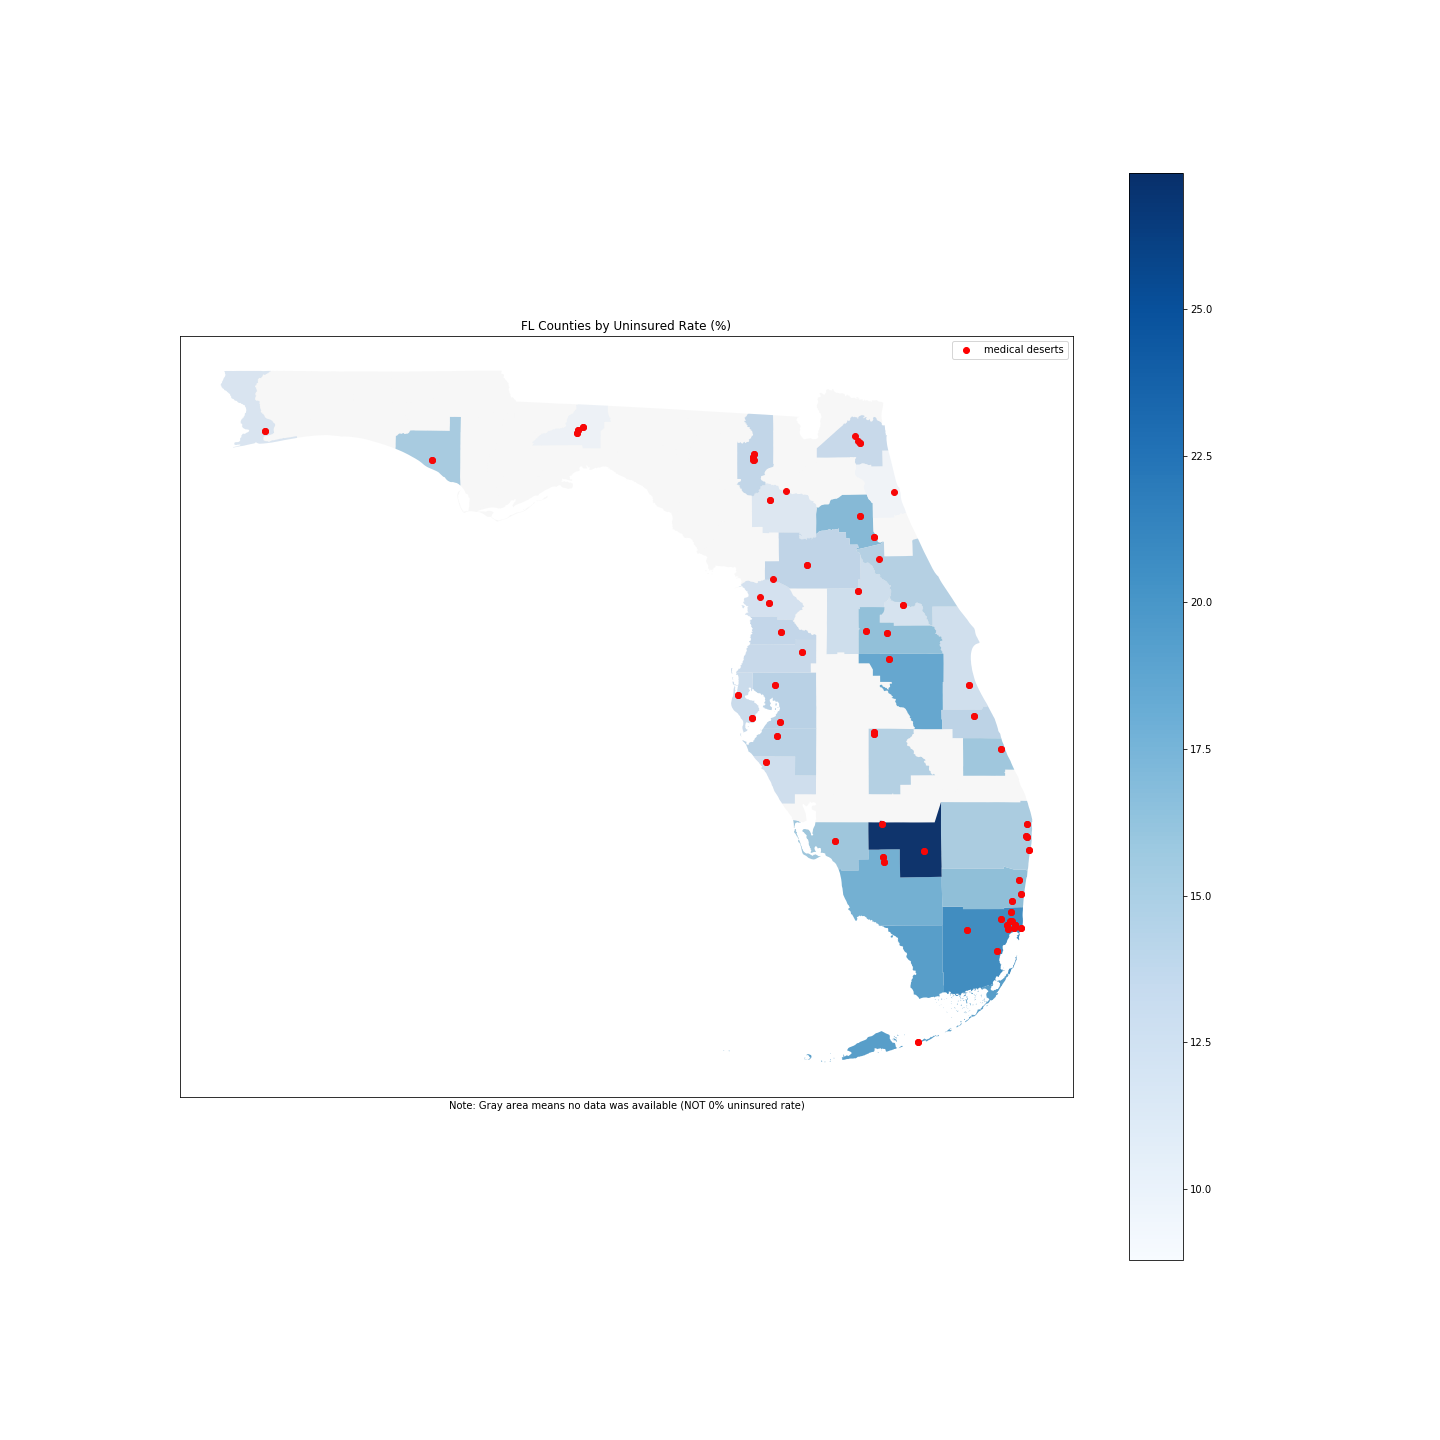 FL Counties by Uninsured Rate (%)
medical deserts
25.0
22.5
20.0
17.5
15.0
12.5
10.0
Note: Gray area means no data was available (NOT 0% uninsured rate)